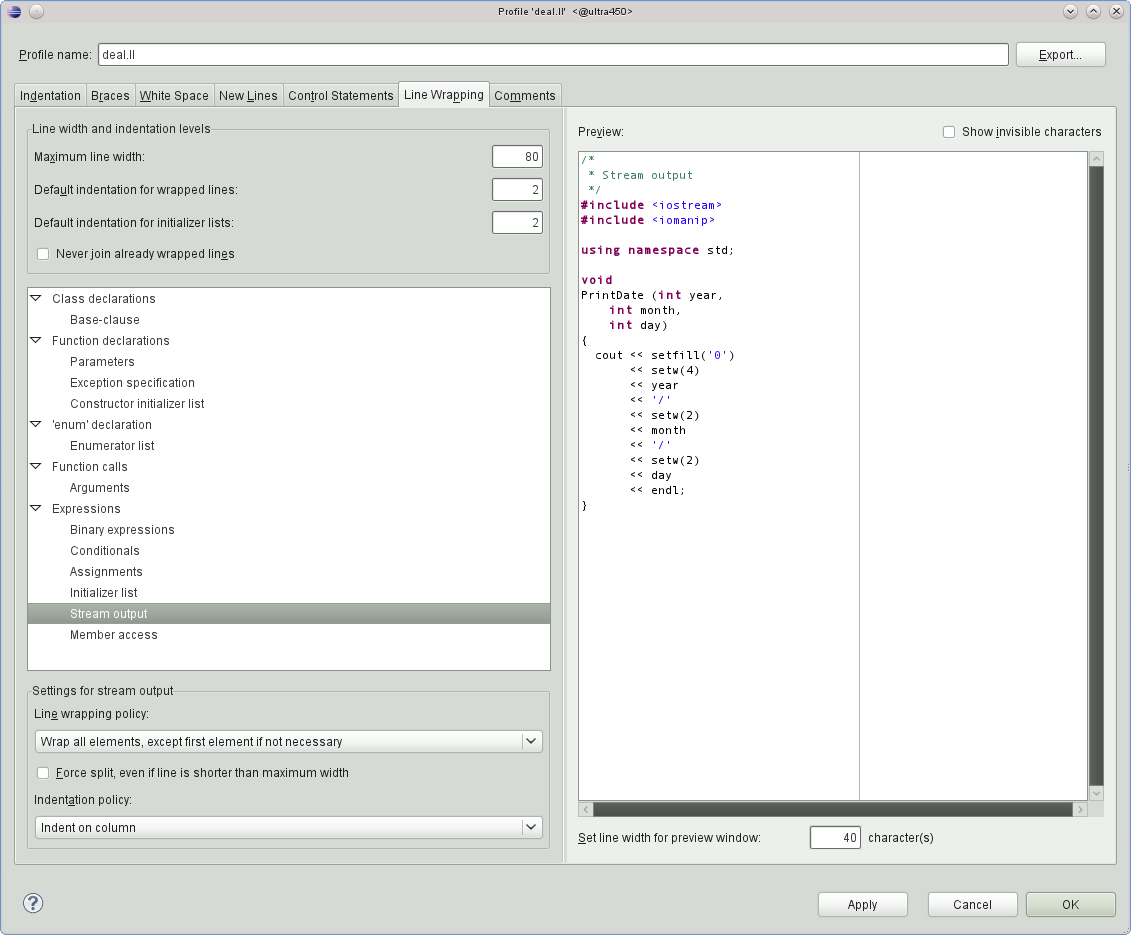 Profile 'deal.II' <@ultra450>
Profile name: deal.II Export...
Indentation Braces White Space New Lines Control Statements Line Wrapping Comments
Line width and indentation levels
Maximum line width: 80
Default indentation for wrapped lines: 2
Default indentation for initializer lists: 2
Never join already wrapped lines
Class declarations
Base-clause
Function declarations
Parameters
Exception specification
Constructor initializer list
'enum' declaration
Enumerator list
Function calls
Arguments
Expressions
Binary expressions
Conditionals
Assignments
Initializer list
Stream output
Member access
Settings for stream output
Line wrapping policy:
Wrap all elements, except first element if not necessary
Force split, even if line is shorter than maximum width
Indentation policy:
Indent on column
Preview: Show invisible characters
/*
 * Stream output
 */
#include <iostream>
#include <iomanip>

using namespace std;

void
PrintDate (int year,
    int month,
    int day)
{
  cout << setfill('0')
       << setw(4)
       << year
       << '/'
       << setw(2)
       << month
       << '/'
       << setw(2)
       << day
       << endl;
}
Set line width for preview window: 40 character(s)
? Apply Cancel OK